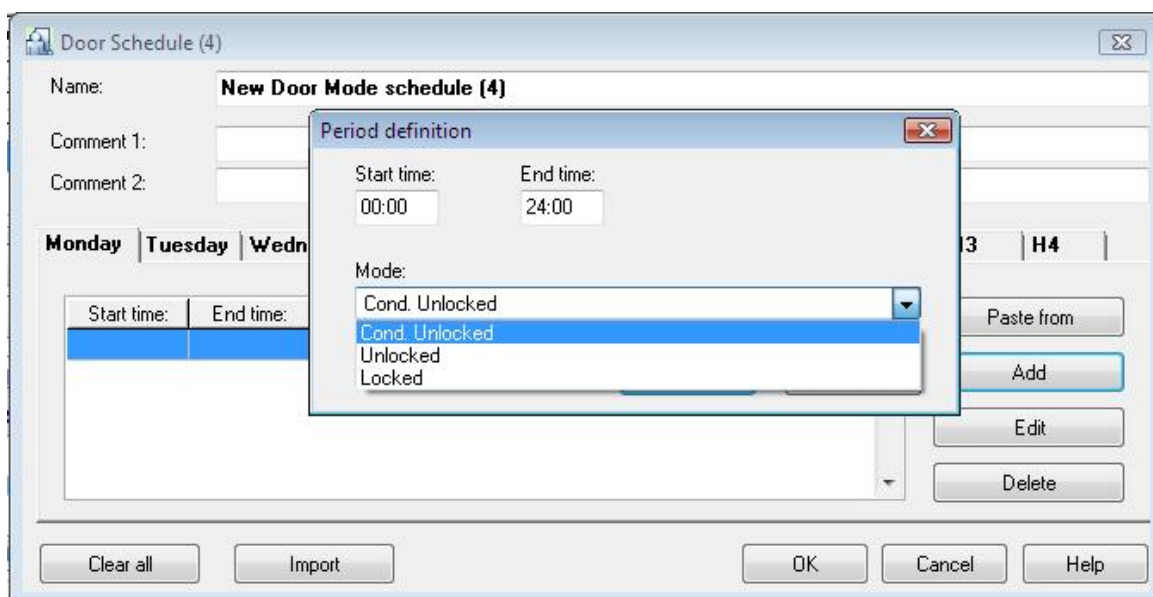 Door Schedule (4)
Name: New Door Mode schedule (4)
Period definition
Comment 1:
Start time: End time:
Comment 2:
00:00 24:00
Monday Tuesday Wedn H4
Mode:
Cond. Unlocked
Start time: End time:
Paste from
Cond. Unlocked
Unlocked
Locked
Add
Edit
Delete
Clear all Import OK Cancel Help